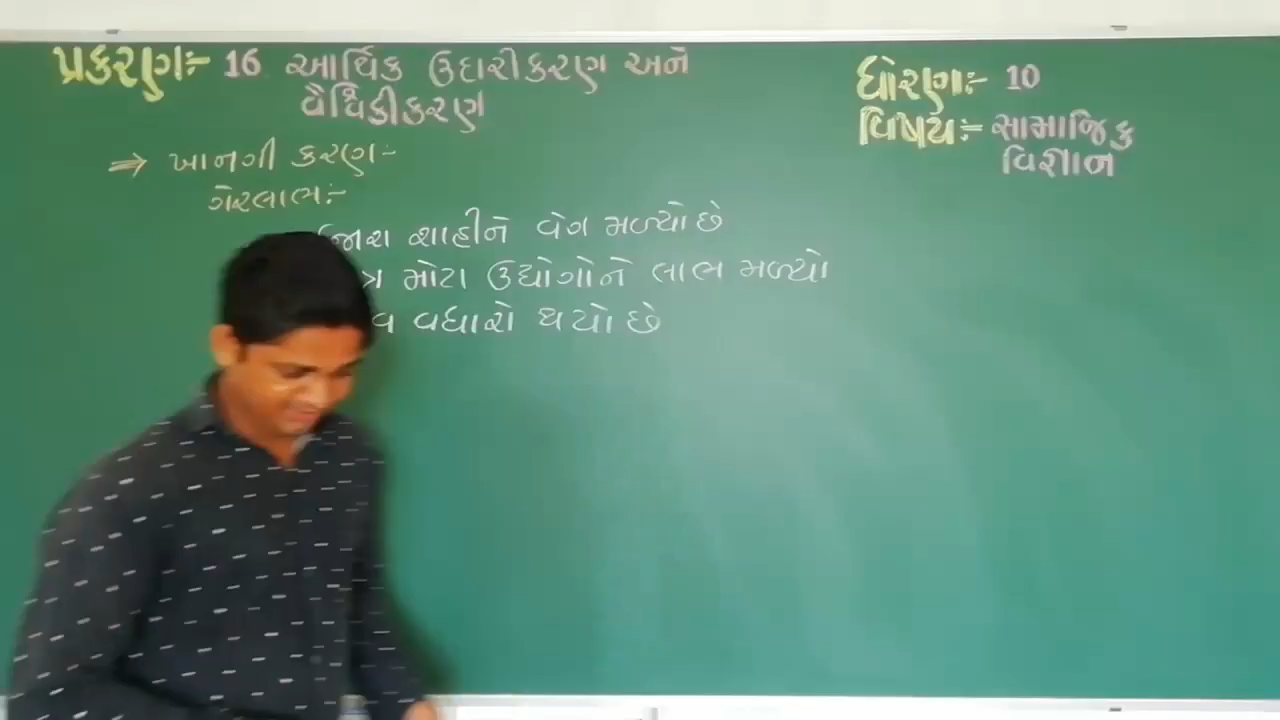 પ્રકરણ:- 16 આર્થિક ઉદારીકરણ અને
વૈશ્વિકીકરણ
ધોરણ:- 10
વિષય:- સામાજિક
વિજ્ઞાન
⇒ ખાનગી કરણ:-
ગેરલાભ:-
શાહીને વેગ મળ્યો છે
મોટા ઉદ્યોગોને લાભ મળ્યો
વધારો થયો છે